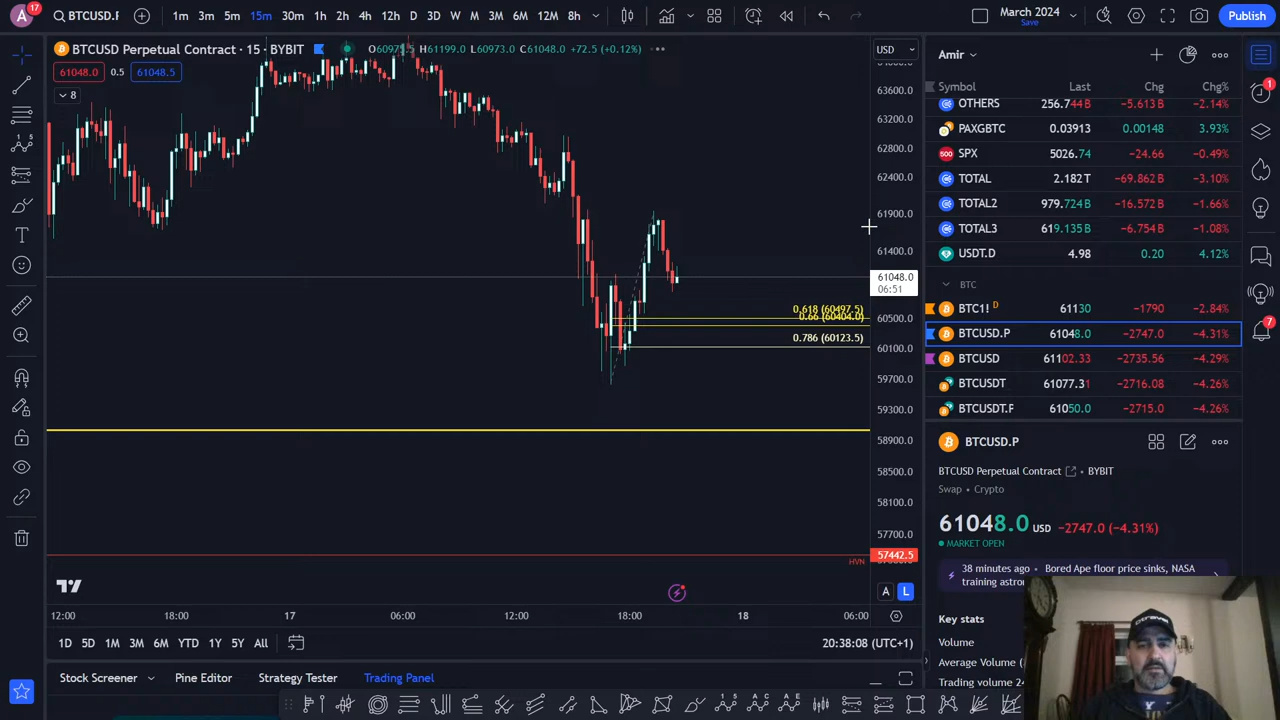 A 17 BTCUSD.P 1m 3m 5m 15m 30m 1h 2h 4h 12h D 3D W M 3M 6M 12M 8h March 2024 Save Publish
BTCUSD Perpetual Contract · 15 · BYBIT H61199.0 L60973.0 C61048.0 +72.5 (+0.12%)
61048.0 0.5 61048.5
8
USD
63600.0
63200.0
62800.0
62400.0
61900.0
61400.0
61048.0
06:51
60500.0
60100.0
59700.0
59300.0
58900.0
58500.0
58100.0
57700.0
57442.5
0.618 (60497.5)
0.66 (60404.0)
0.786 (60123.5)
HVN
A L
12:00 18:00 17 06:00 12:00 18:00 18 06:00
1D 5D 1M 3M 6M YTD 1Y 5Y All 20:38:08 (UTC+1)
Stock Screener Pine Editor Strategy Tester Trading Panel
Amir
Symbol Last Chg Chg%
OTHERS 256.744B −5.613B −2.14%
PAXGBTC 0.03913 0.00148 3.93%
SPX 5026.74 −24.66 −0.49%
TOTAL 2.182T −69.862B −3.10%
TOTAL2 979.724B −16.572B −1.66%
TOTAL3 619.135B −6.754B −1.08%
USDT.D 4.98 0.20 4.12%
BTC
BTC1! D 61130 −1790 −2.84%
BTCUSD.P 61048.0 −2747.0 −4.31%
BTCUSD 61102.33 −2735.56 −4.29%
BTCUSDT 61077.31 −2716.08 −4.26%
BTCUSDT.P 61050.0 −2715.0 −4.26%
BTCUSD.P
BTCUSD Perpetual Contract · BYBIT
Swap · Crypto
61048.0 USD −2747.0 (−4.31%)
MARKET OPEN
38 minutes ago · Bored Ape floor price sinks, NASA
Key stats
Volume
Average Volume
Trading volume 24
1
7